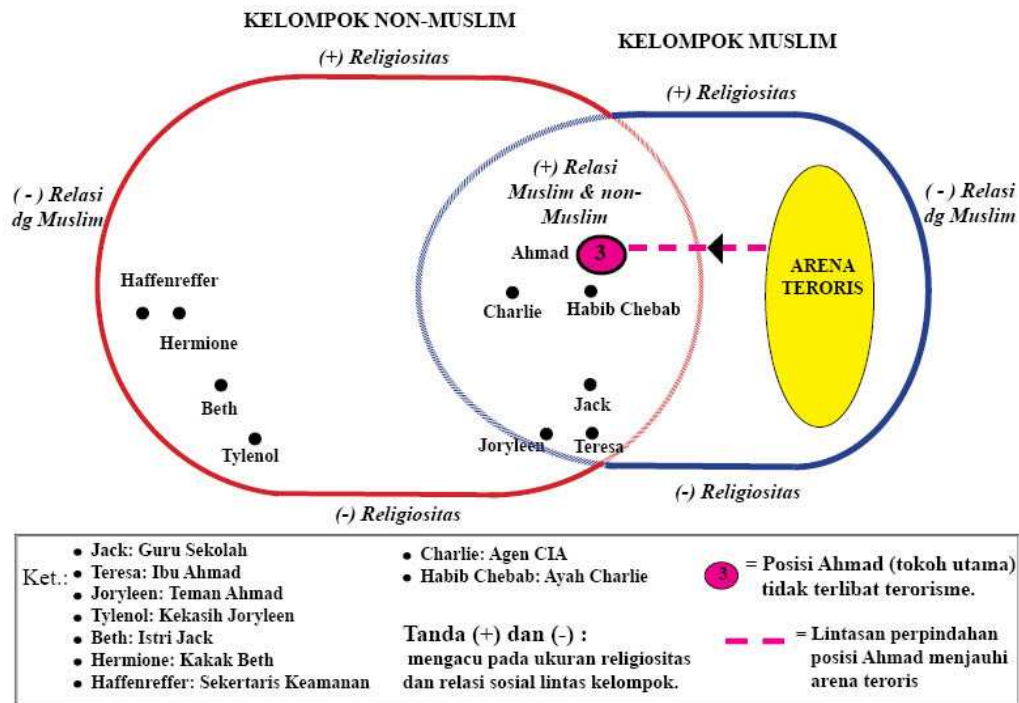 KELOMPOK NON-MUSLIM
KELOMPOK MUSLIM
(+) Religiositas
(+) Religiositas
(+) Relasi
Muslim & non-
Muslim
( - ) Relasi
dg Muslim
(-) Relasi
dg Muslim
Ahmad
3
ARENA
TERORIS
Haffenreffer
Hermione
Charlie
Habib Chebab
Beth
Jack
Tylenol
Joryleen
Teresa
(-) Religiositas
(-) Religiositas
Ket.:
• Jack: Guru Sekolah
• Teresa: Ibu Ahmad
• Joryleen: Teman Ahmad
• Tylenol: Kekasih Joryleen
• Beth: Istri Jack
• Hermione: Kakak Beth
• Haffenreffer: Sekertaris Keamanan
• Charlie: Agen CIA
• Habib Chebab: Ayah Charlie
Tanda (+) dan (-) :
mengacu pada ukuran religiositas
dan relasi sosial lintas kelompok.
3 = Posisi Ahmad (tokoh utama)
tidak terlibat terorisme.
= Lintasan perpindahan
posisi Ahmad menjauhi
arena teroris